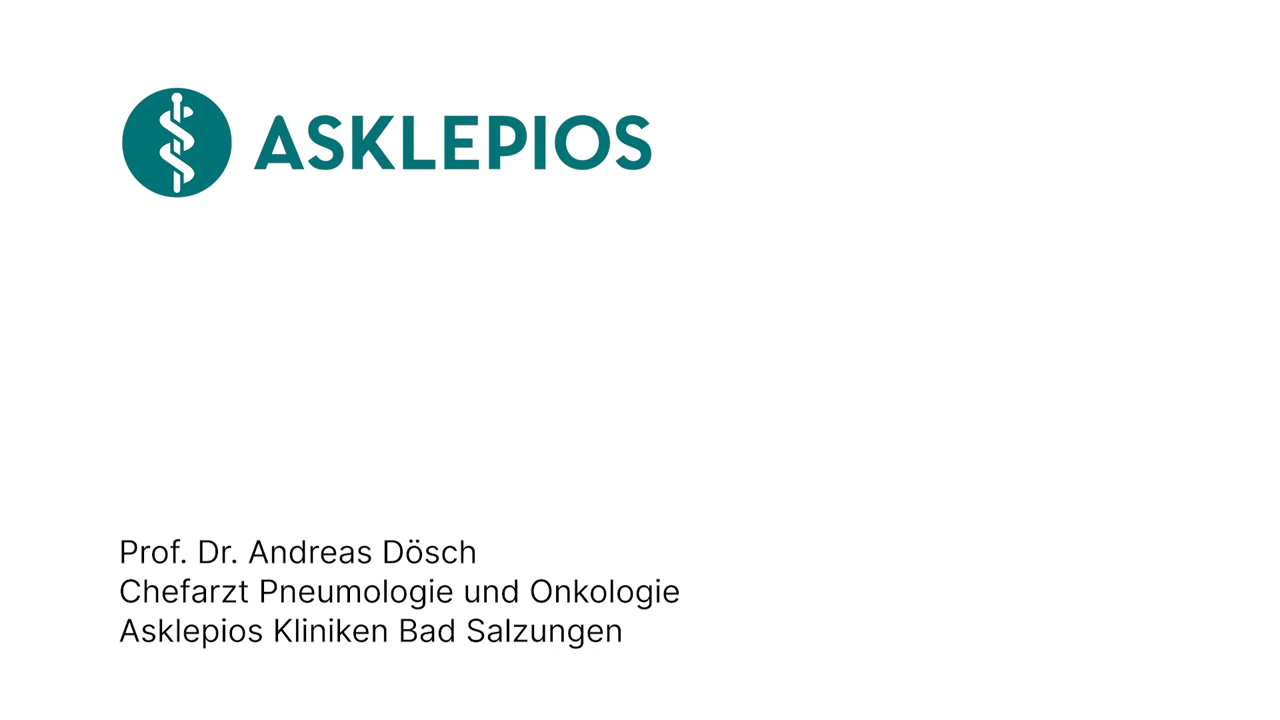 ASKLEPIOS
Prof. Dr. Andreas Dösch
Chefarzt Pneumologie und Onkologie
Asklepios Kliniken Bad Salzungen